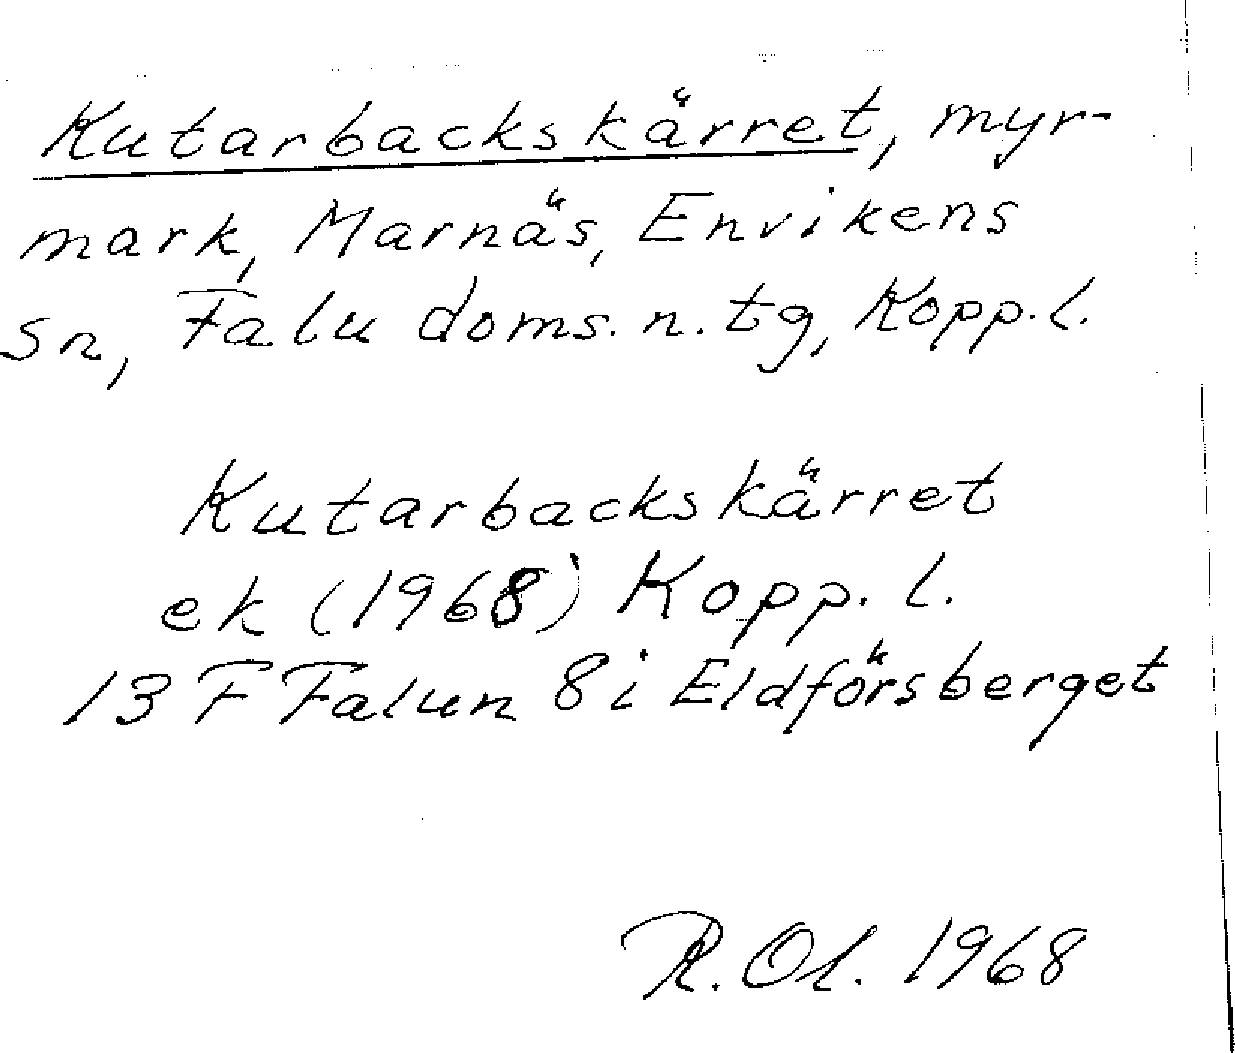 Kutarbackskärret, myr-
mark, Marnäs, Envikens
sn, Falu doms. n. tg, Kopp. l.
Kutarbackskärret
ek (1968) Kopp. l.
13 F Falun 8 i Eldförsberget
R. Ol. 1968